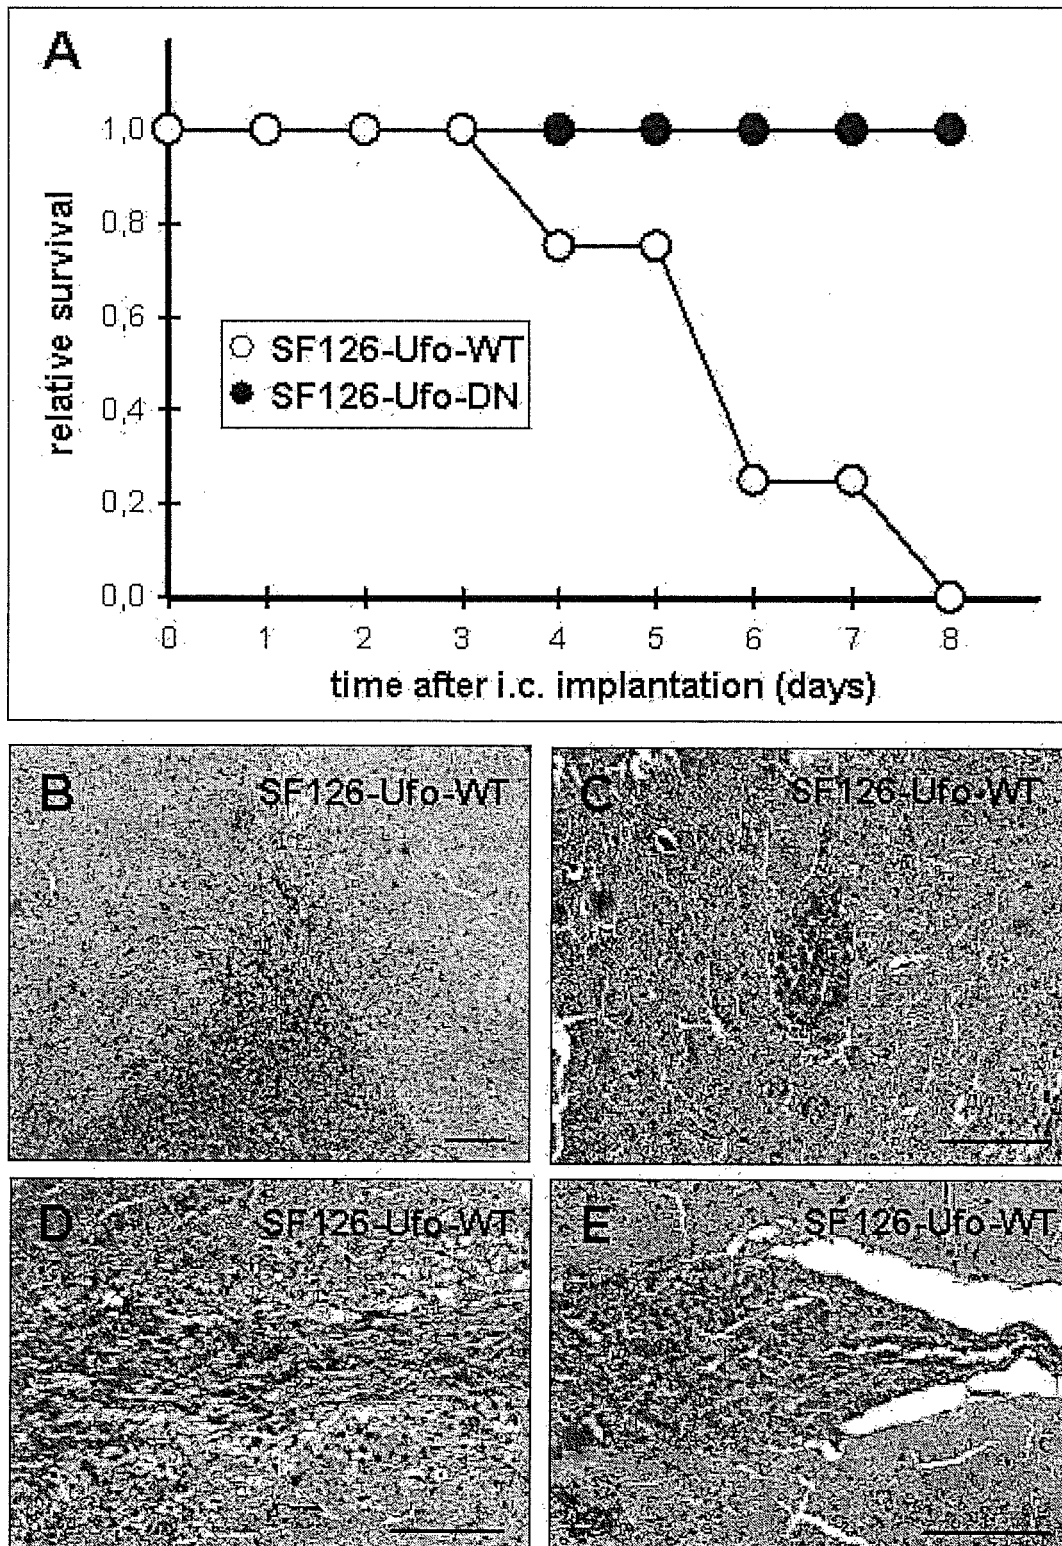 A
1,0
0,8
0,6
0,4
0,2
0,0
relative survival
SF126-Ufo-WT
SF126-Ufo-DN
0 1 2 3 4 5 6 7 8
time after i.c. implantation (days)
B SF126-Ufo-WT
C SF126-Ufo-WT
D SF126-Ufo-WT
E SF126-Ufo-WT